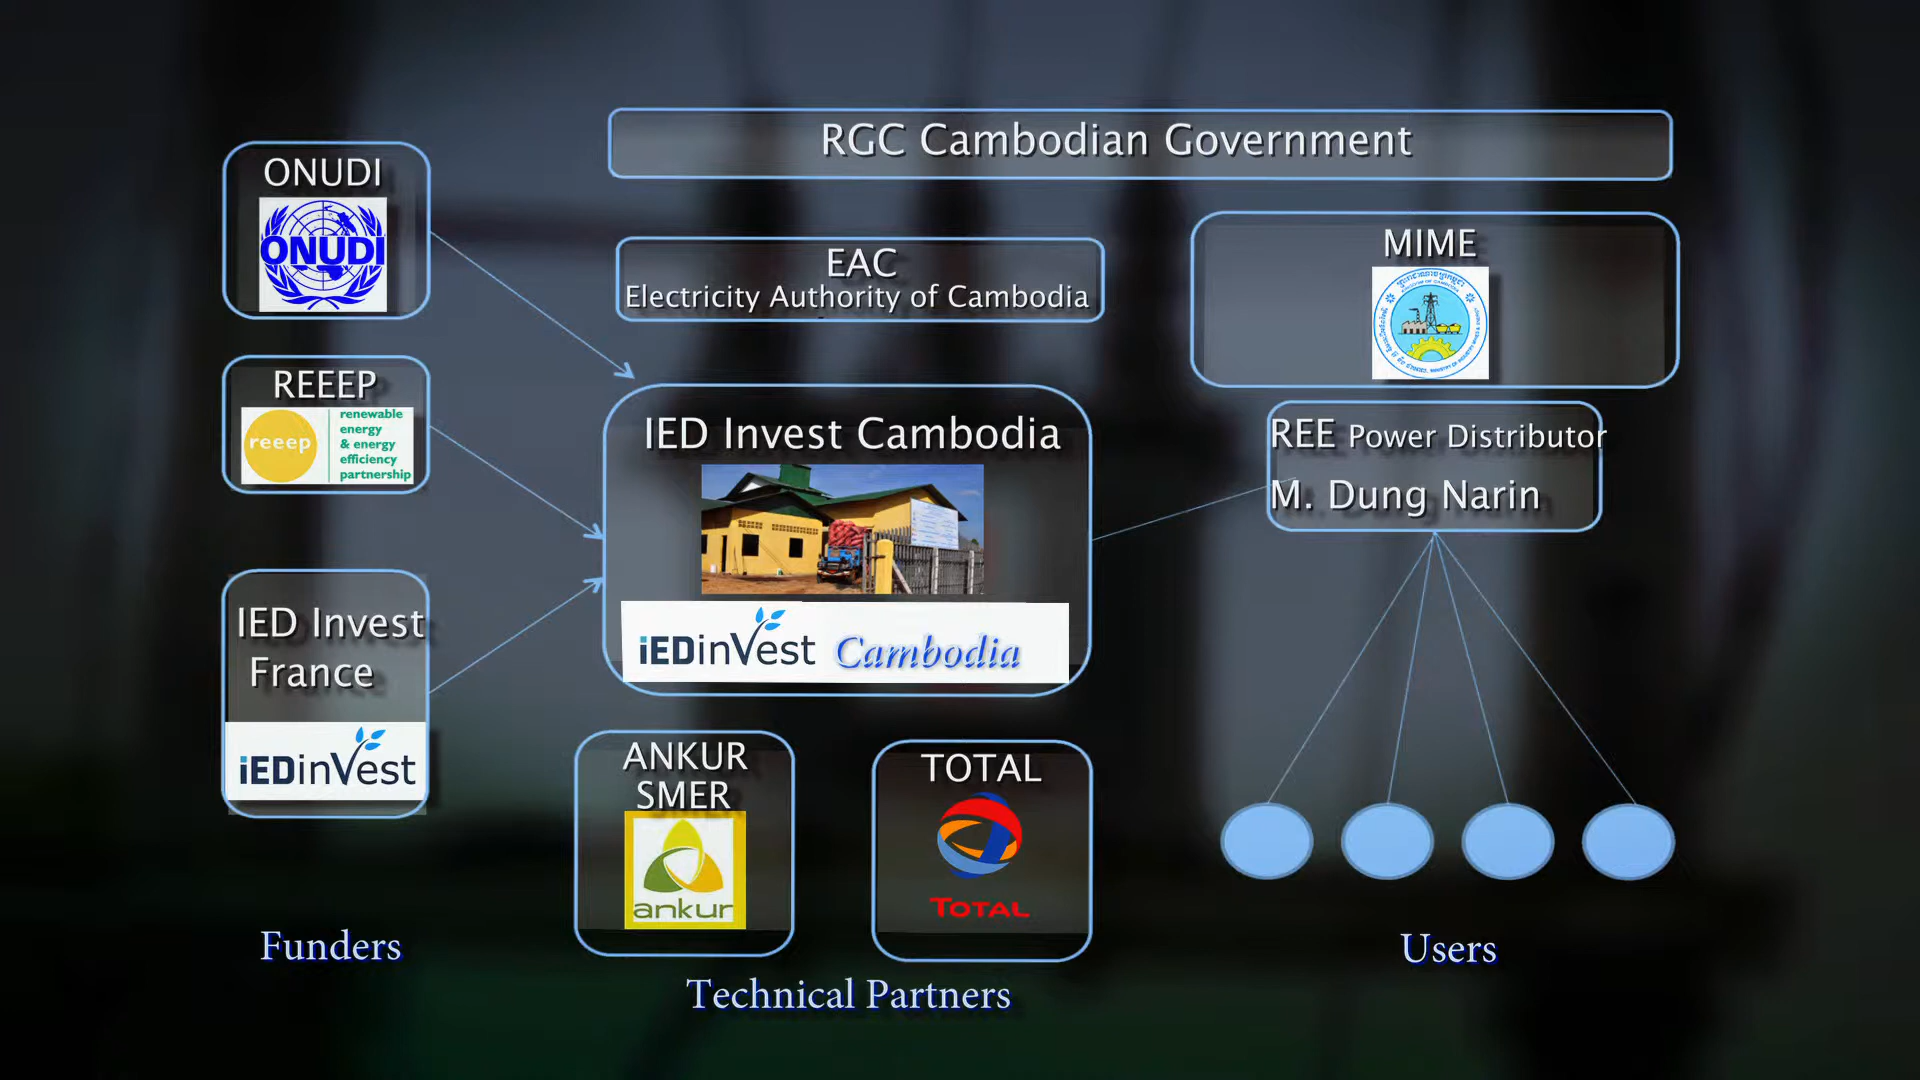 RGC Cambodian Government
ONUDI
ONUDI
EAC
Electricity Authority of Cambodia
MIME
REEEP
reeep
renewable
energy
& energy
efficiency
partnership
IED Invest Cambodia
iEDinVest Cambodia
REE Power Distributor
M. Dung Narin
IED Invest
France
iEDinVest
ANKUR
SMER
ankur
TOTAL
TOTAL
Funders
Technical Partners
Users